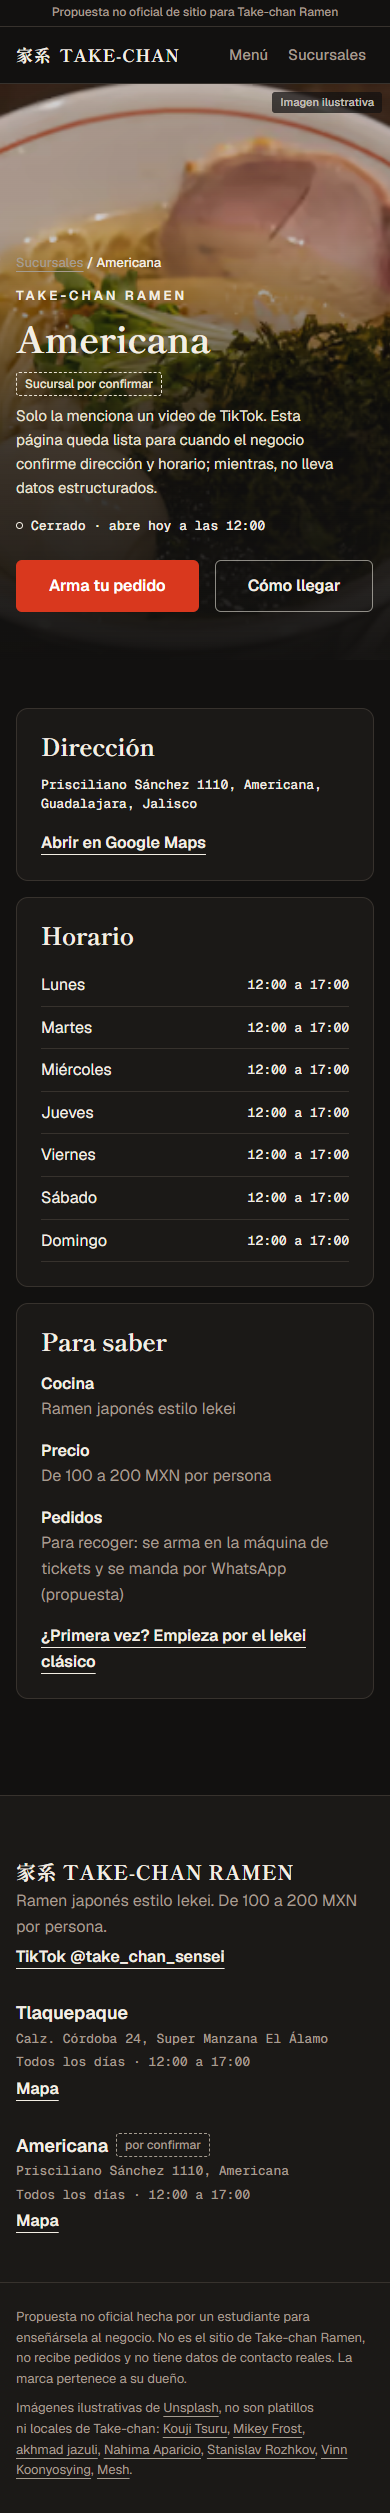 Propuesta no oficial de sitio para Take-chan Ramen
家系 TAKE-CHAN
Menú
Sucursales
Imagen ilustrativa
Sucursales / Americana
TAKE-CHAN RAMEN
Americana
Sucursal por confirmar
Solo la menciona un video de TikTok. Esta
página queda lista para cuando el negocio
confirme dirección y horario; mientras, no lleva
datos estructurados.
Cerrado · abre hoy a las 12:00
Arma tu pedido
Cómo llegar
Dirección
Prisciliano Sánchez 1110, Americana,
Guadalajara, Jalisco
Abrir en Google Maps
Horario
Lunes 12:00 a 17:00
Martes 12:00 a 17:00
Miércoles 12:00 a 17:00
Jueves 12:00 a 17:00
Viernes 12:00 a 17:00
Sábado 12:00 a 17:00
Domingo 12:00 a 17:00
Para saber
Cocina
Ramen japonés estilo Iekei
Precio
De 100 a 200 MXN por persona
Pedidos
Para recoger: se arma en la máquina de
tickets y se manda por WhatsApp
(propuesta)
¿Primera vez? Empieza por el Iekei
clásico
家系 TAKE-CHAN RAMEN
Ramen japonés estilo Iekei. De 100 a 200 MXN
por persona.
TikTok @take_chan_sensei
Tlaquepaque
Calz. Córdoba 24, Super Manzana El Álamo
Todos los días · 12:00 a 17:00
Mapa
Americana por confirmar
Prisciliano Sánchez 1110, Americana
Todos los días · 12:00 a 17:00
Mapa
Propuesta no oficial hecha por un estudiante para
enseñársela al negocio. No es el sitio de Take-chan Ramen,
no recibe pedidos y no tiene datos de contacto reales. La
marca pertenece a su dueño.
Imágenes ilustrativas de Unsplash, no son platillos
ni locales de Take-chan: Kouji Tsuru, Mikey Frost,
akhmad jazuli, Nahima Aparicio, Stanislav Rozhkov, Vinn
Koonyosying, Mesh.